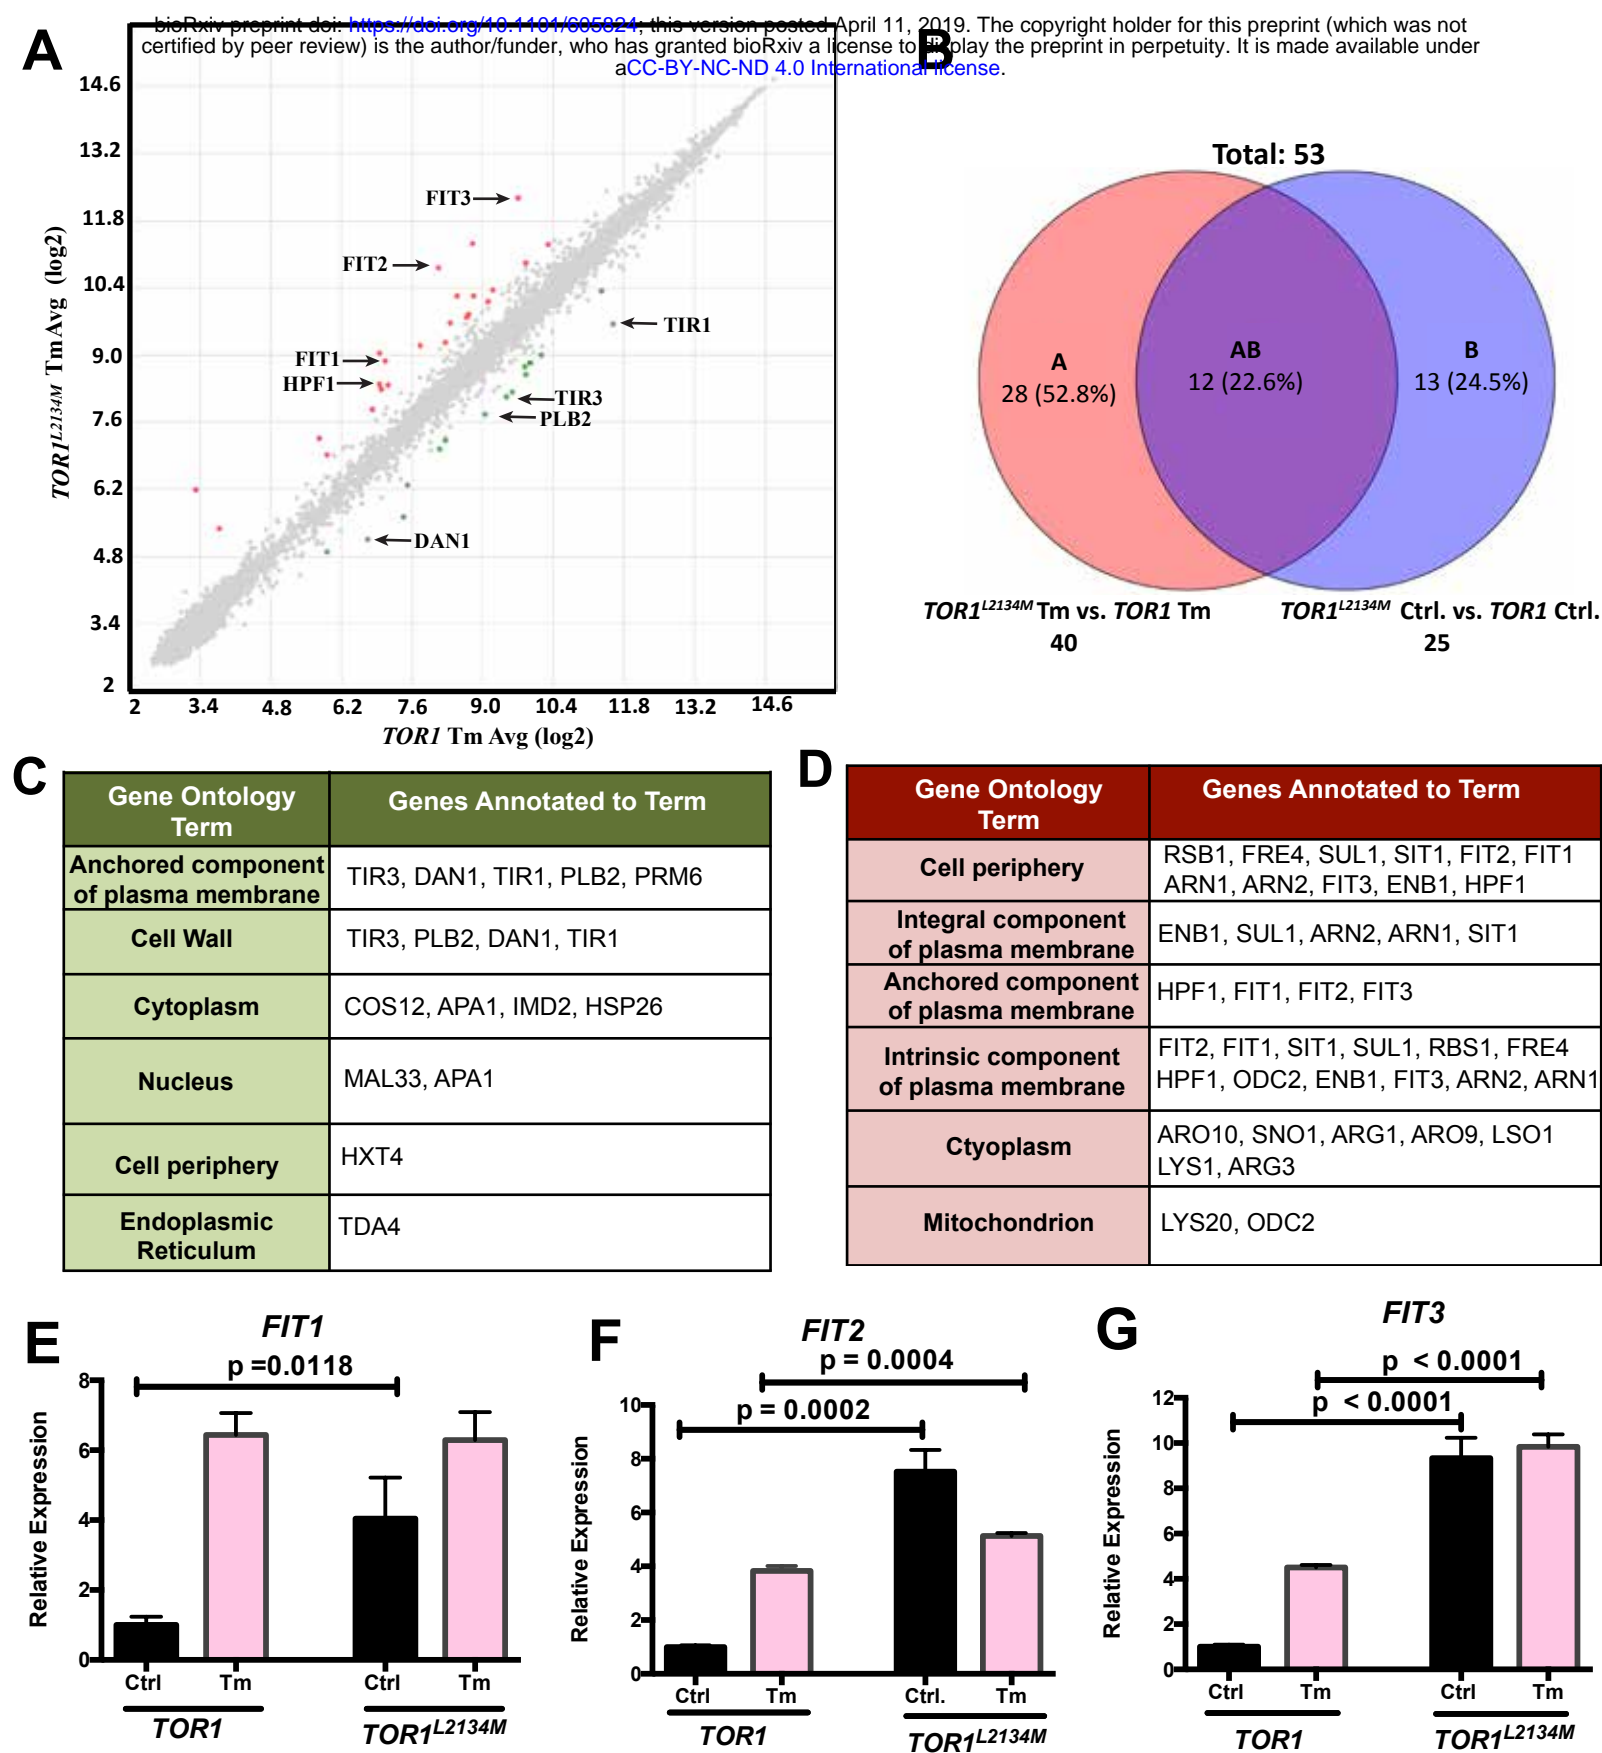 bioRxiv preprint doi: https://doi.org/10.1101/605824; this version posted April 11, 2019. The copyright holder for this preprint (which was not
certified by peer review) is the author/funder, who has granted bioRxiv a license to display the preprint in perpetuity. It is made available under
aCC-BY-NC-ND 4.0 International license.
A
14.6
13.2
11.8
10.4
9.0
7.6
6.2
4.8
3.4
2
TOR1L2134M Tm Avg (log2)
FIT3
FIT2
FIT1
HPF1
TIR1
TIR3
PLB2
DAN1
2 3.4 4.8 6.2 7.6 9.0 10.4 11.8 13.2 14.6
TOR1 Tm Avg (log2)
B
Total: 53
A
28 (52.8%)
AB
12 (22.6%)
B
13 (24.5%)
TOR1L2134M Tm vs. TOR1 Tm
40
TOR1L2134M Ctrl. vs. TOR1 Ctrl.
25
C
Gene Ontology
Term
Genes Annotated to Term
Anchored component
of plasma membrane
TIR3, DAN1, TIR1, PLB2, PRM6
Cell Wall
TIR3, PLB2, DAN1, TIR1
Cytoplasm
COS12, APA1, IMD2, HSP26
Nucleus
MAL33, APA1
Cell periphery
HXT4
Endoplasmic
Reticulum
TDA4
D
Gene Ontology
Term
Genes Annotated to Term
Cell periphery
RSB1, FRE4, SUL1, SIT1, FIT2, FIT1
ARN1, ARN2, FIT3, ENB1, HPF1
Integral component
of plasma membrane
ENB1, SUL1, ARN2, ARN1, SIT1
Anchored component
of plasma membrane
HPF1, FIT1, FIT2, FIT3
Intrinsic component
of plasma membrane
FIT2, FIT1, SIT1, SUL1, RBS1, FRE4
HPF1, ODC2, ENB1, FIT3, ARN2, ARN1
Ctyoplasm
ARO10, SNO1, ARG1, ARO9, LSO1
LYS1, ARG3
Mitochondrion
LYS20, ODC2
E
FIT1
p =0.0118
8
6
4
2
0
Relative Expression
Ctrl Tm Ctrl Tm
TOR1 TOR1L2134M
F
FIT2
p = 0.0004
p = 0.0002
10
8
6
4
2
0
Relative Expression
Ctrl Tm Ctrl. Tm
TOR1 TOR1L2134M
G
FIT3
p < 0.0001
p < 0.0001
12
10
8
6
4
2
0
Relative Expression
Ctrl Tm Ctrl Tm
TOR1 TOR1L2134M